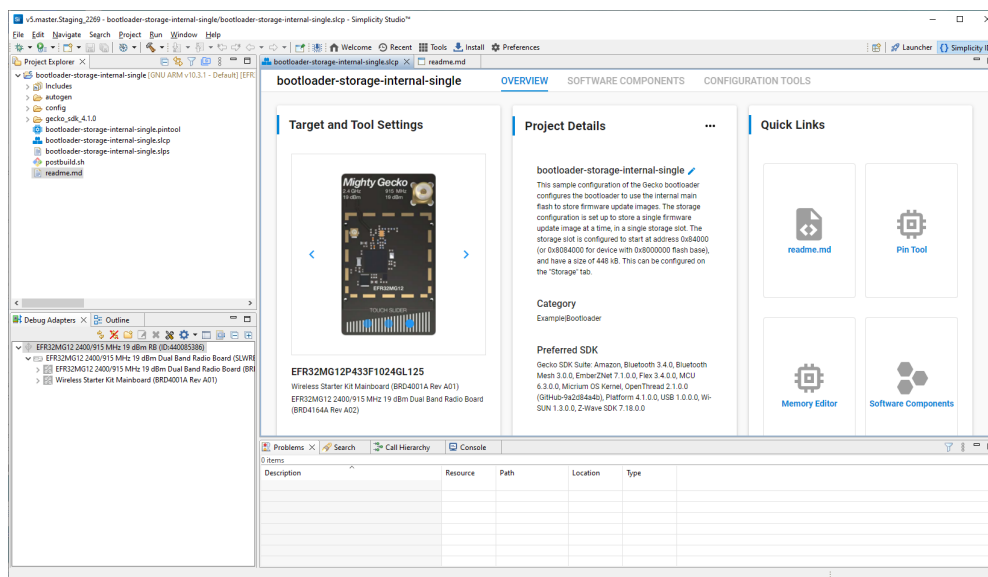 v5.master.Staging_2269 - bootloader-storage-internal-single/bootloader-storage-internal-single.slcp - Simplicity Studio™
File Edit Navigate Search Project Run Window Help
Welcome Recent Tools Install Preferences
Launcher {} Simplicity I
Project Explorer
bootloader-storage-internal-single [GNU ARM v10.3.1 - Default] [EFR
Includes
autogen
config
gecko_sdk_4.1.0
bootloader-storage-internal-single.pintool
bootloader-storage-internal-single.slcp
bootloader-storage-internal-single.slps
postbuild.sh
readme.md
Debug Adapters Outline
EFR32MG12 2400/915 MHz 19 dBm RB (ID:440085386)
EFR32MG12 2400/915 MHz 19 dBm Dual Band Radio Board (SLWR
EFR32MG12 2400/915 MHz 19 dBm Dual Band Radio Board (BR
Wireless Starter Kit Mainboard (BRD4001A Rev A01)
bootloader-storage-internal-single.slcp readme.md
bootloader-storage-internal-single OVERVIEW SOFTWARE COMPONENTS CONFIGURATION TOOLS
Target and Tool Settings
Mighty Gecko
2.4 GHz 915 MHz
19 dBm 19 dBm
EFR32MG12
TOUCH SLIDER
EFR32MG12P433F1024GL125
Wireless Starter Kit Mainboard (BRD4001A Rev A01)
EFR32MG12 2400/915 MHz 19 dBm Dual Band Radio Board
(BRD4164A Rev A02)
Project Details
bootloader-storage-internal-single
This sample configuration of the Gecko bootloader
configures the bootloader to use the internal main
flash to store firmware update images. The storage
configuration is set up to store a single firmware
update image at a time, in a single storage slot. The
storage slot is configured to start at address 0x84000
(or 0x8084000 for device with 0x8000000 flash base),
and have a size of 448 kB. This can be configured on
the "Storage" tab.
Category
Example|Bootloader
Preferred SDK
Gecko SDK Suite: Amazon, Bluetooth 3.4.0, Bluetooth
Mesh 3.0.0, EmberZNet 7.1.0.0, Flex 3.4.0.0, MCU
6.3.0.0, Micrium OS Kernel, OpenThread 2.1.0.0
(GitHub-9a2d84a4b), Platform 4.1.0.0, USB 1.0.0.0, Wi-
SUN 1.3.0.0, Z-Wave SDK 7.18.0.0
Quick Links
readme.md
Pin Tool
Memory Editor
Software Components
Problems Search Call Hierarchy Console
0 items
Description Resource Path Location Type